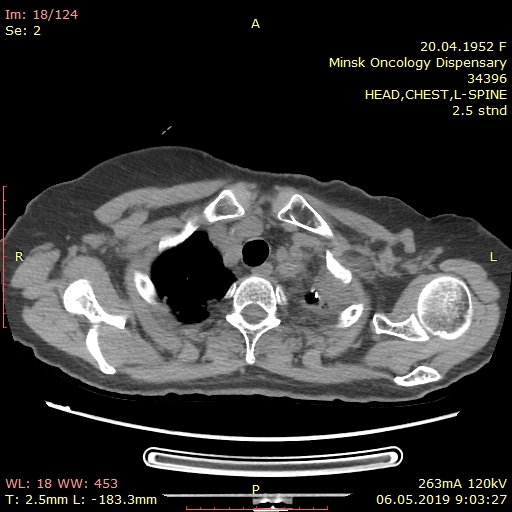 Im: 18/124
Se: 2
A
20.04.1952 F
Minsk Oncology Dispensary
34396
HEAD,CHEST,L-SPINE
2.5 stnd
R
L
WL: 18 WW: 453
T: 2.5mm L: -183.3mm
P
263mA 120kV
06.05.2019 9:03:27